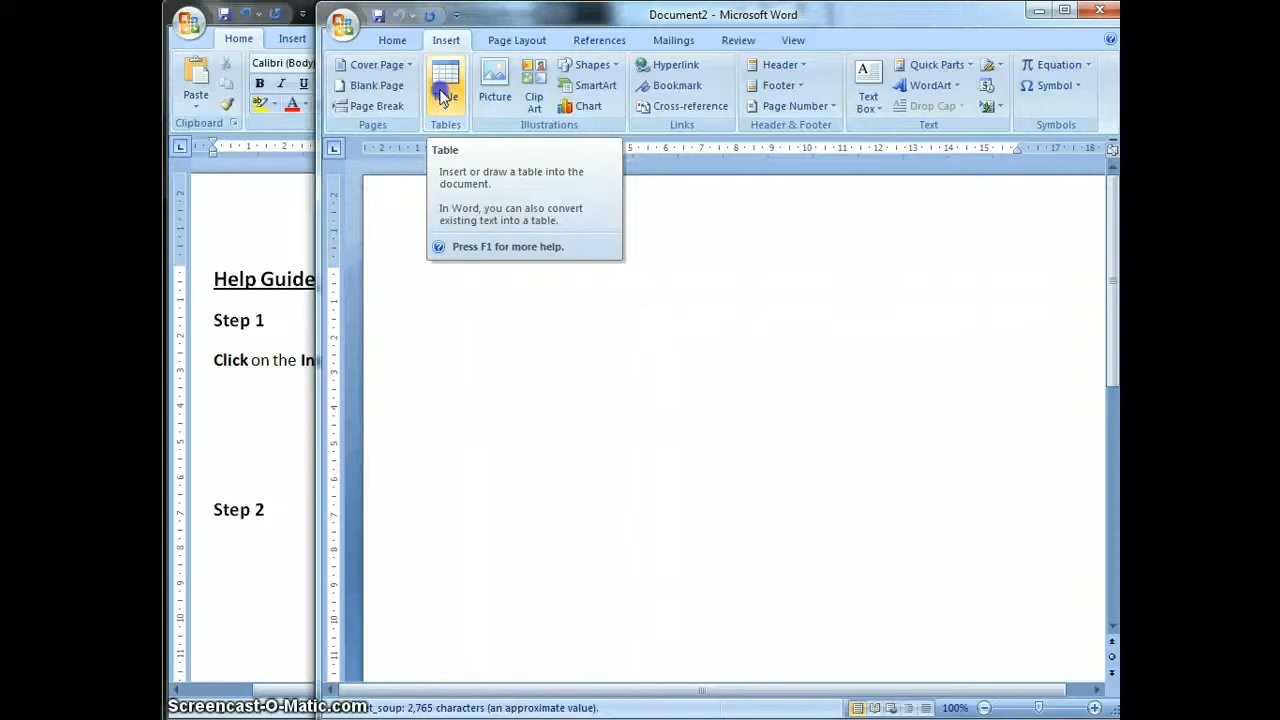 Document2 - Microsoft Word
Home Insert
Home Insert Page Layout References Mailings Review View
Calibri (Body)
Paste
B I U
Clipboard
Cover Page
Blank Page
Page Break
Pages
Tables
Picture
Clip Art
Shapes
SmartArt
Chart
Illustrations
Hyperlink
Bookmark
Cross-reference
Links
Header
Footer
Page Number
Header & Footer
Text Box
Quick Parts
WordArt
Drop Cap
Text
Equation
Symbol
Symbols
Table
Insert or draw a table into the
document.
In Word, you can also convert
existing text into a table.
Press F1 for more help.
Help Guide
Step 1
Click on the In
Step 2
Screencast-O-Matic.com
t_soup: 2,765 characters (an approximate value).
100%